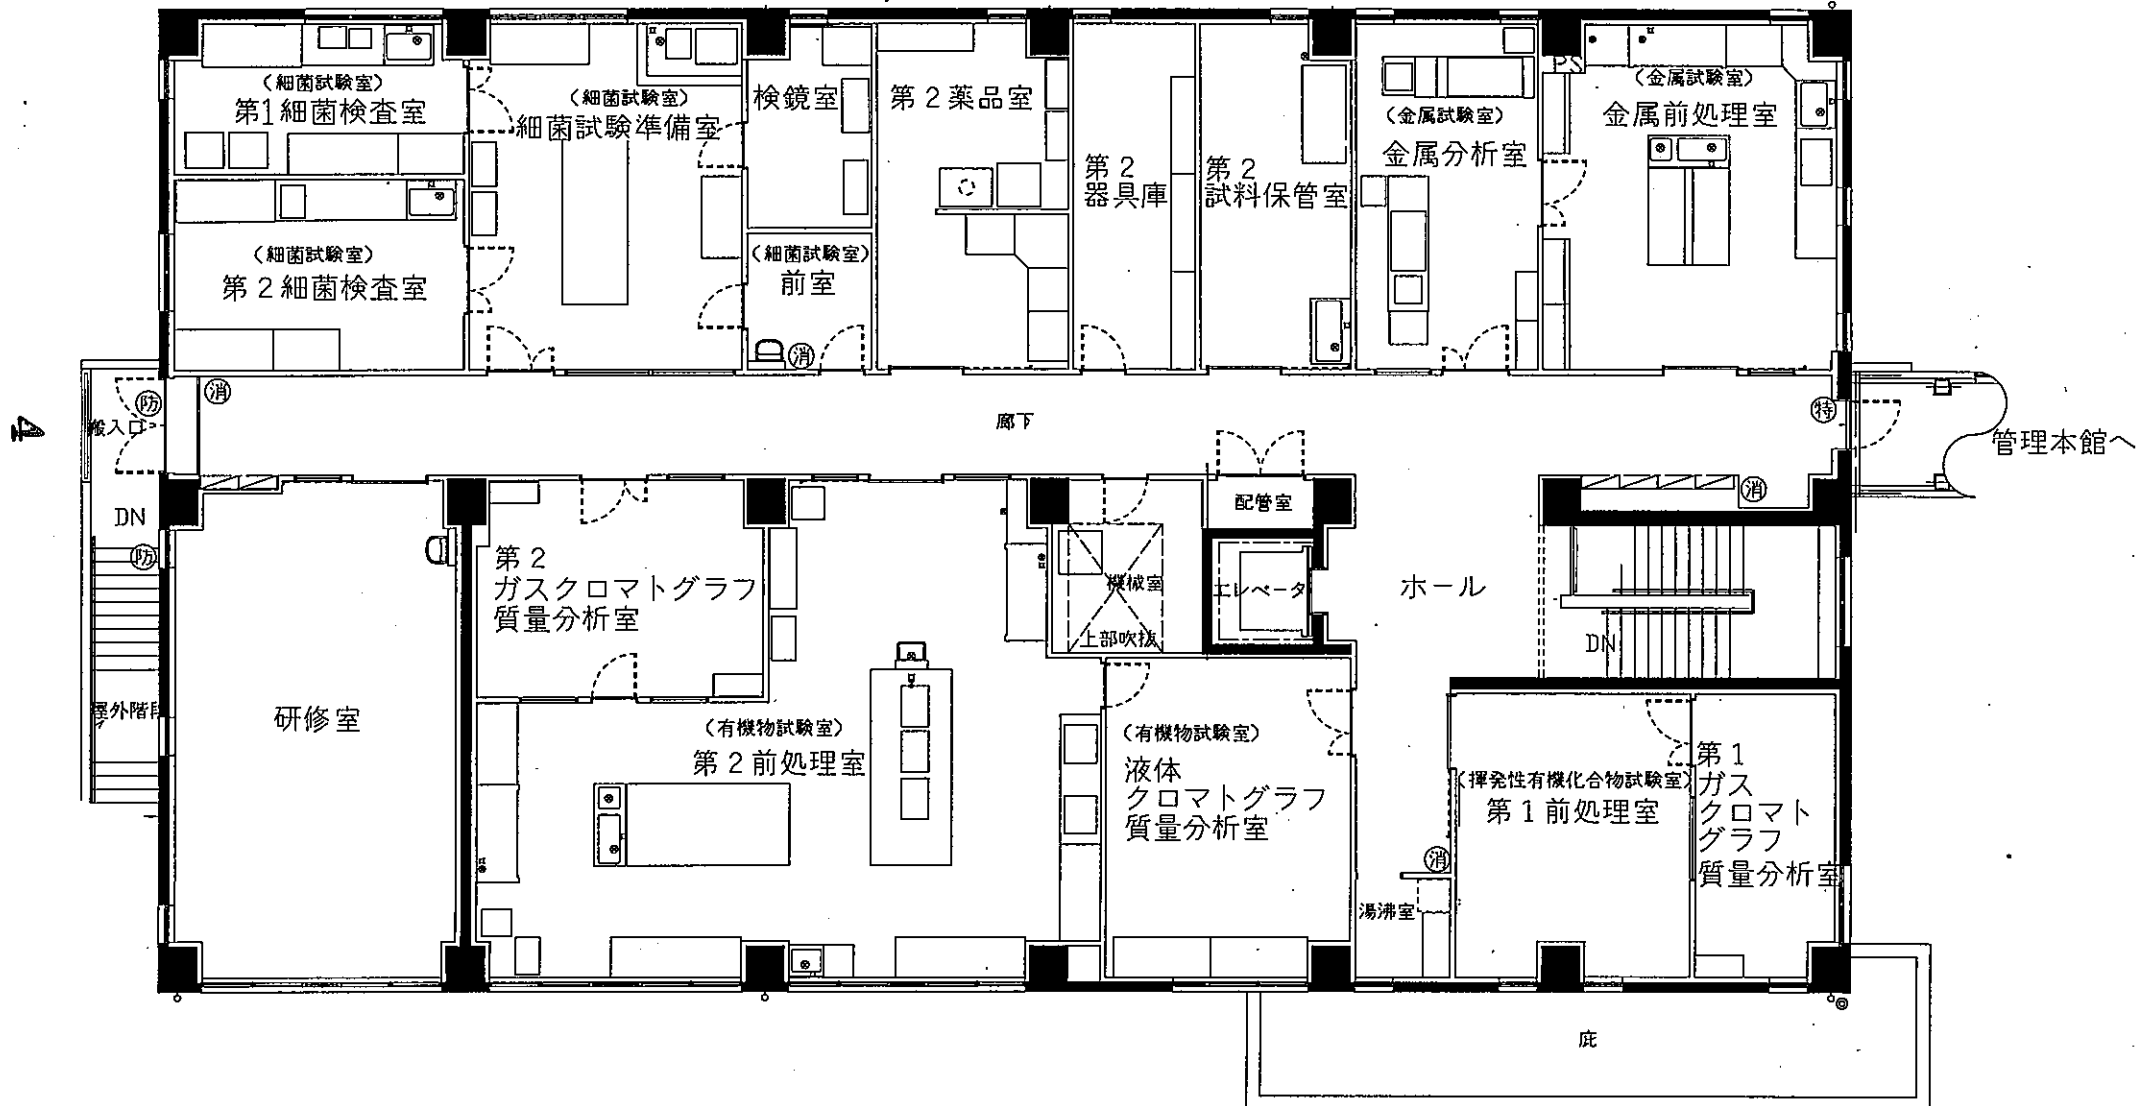 (細菌試験室)
第1細菌検査室
(細菌試験室)
細菌試験準備室
検鏡室
第2薬品室
第2
器具庫
第2
試料保管室
(金属試験室)
金属分析室
(金属試験室)
金属前処理室
(細菌試験室)
第2細菌検査室
(細菌試験室)
前室
消
消
防
搬入口
廊下
特
管理本館へ
DN
防
屋外階段
研修室
第2
ガスクロマトグラフ
質量分析室
機械室
上部吹抜
配管室
エレベータ
ホール
消
DN
(有機物試験室)
第2前処理室
(有機物試験室)
液体
クロマトグラフ
質量分析室
消
湯沸室
(揮発性有機化合物試験室)
第1前処理室
第1
ガス
クロマト
グラフ
質量分析室
庇